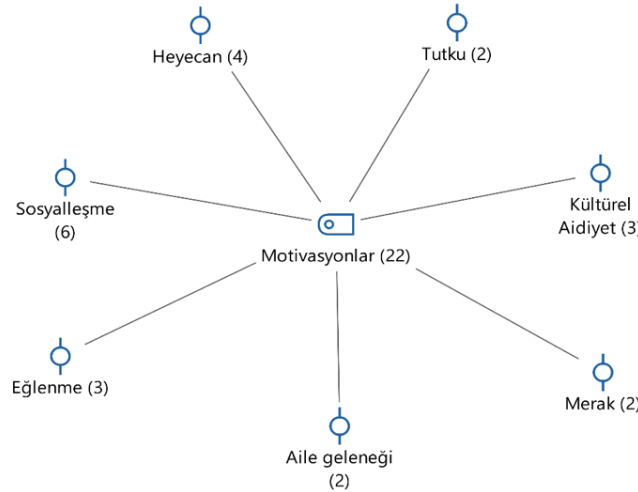 Heyecan (4)
Tutku (2)
Sosyalleşme
(6)
Kültürel
Aidiyet (3)
Motivasyonlar (22)
Eğlenme (3)
Merak (2)
Aile geleneği
(2)